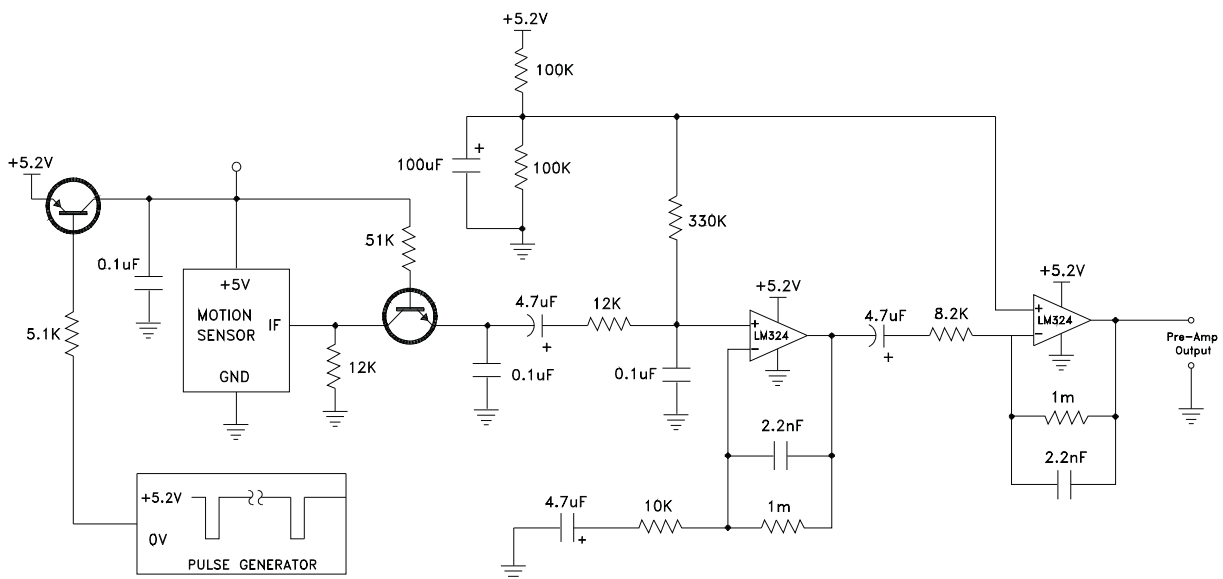 +5.2V
100K
100uF
+
100K
+5.2V
330K
51K
0.1uF
+5V
MOTION
SENSOR
IF
GND
5.1K
12K
4.7uF
+
12K
0.1uF
0.1uF
+5.2V
+
LM324
−
4.7uF
+
8.2K
+5.2V
+
LM324
−
Pre-Amp
Output
1m
2.2nF
2.2nF
4.7uF
+
10K
1m
+5.2V
0V
PULSE GENERATOR